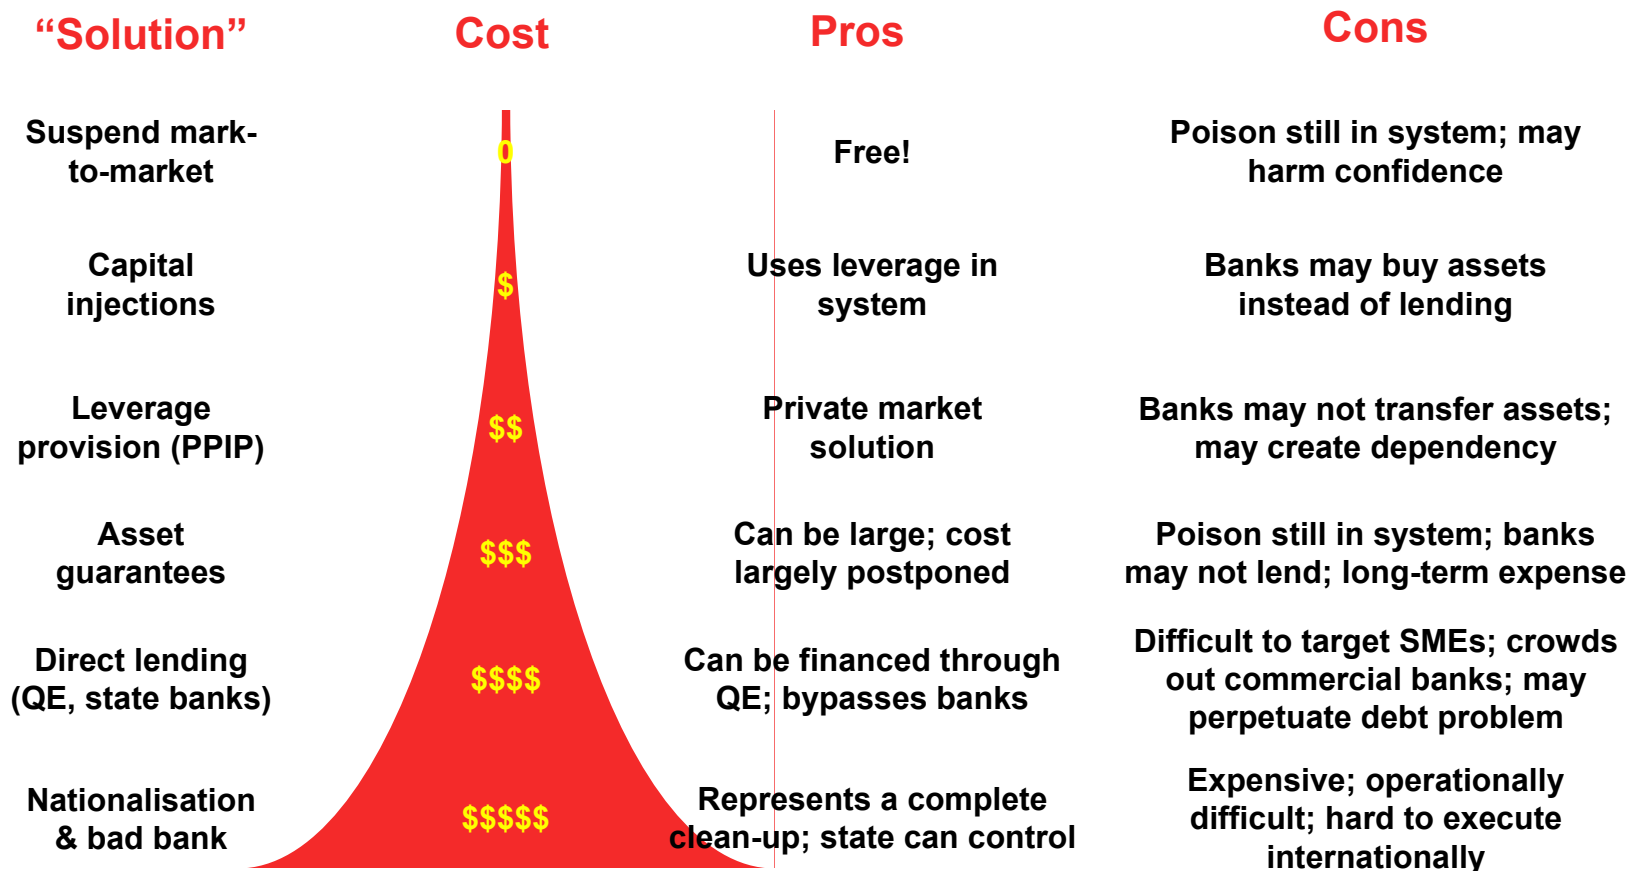 “Solution”
Cost
Pros
Cons
Suspend mark-
to-market
0
Free!
Poison still in system; may
harm confidence
Capital
injections
$
Uses leverage in
system
Banks may buy assets
instead of lending
Leverage
provision (PPIP)
$$
Private market
solution
Banks may not transfer assets;
may create dependency
Asset
guarantees
$$$
Can be large; cost
largely postponed
Poison still in system; banks
may not lend; long-term expense
Direct lending
(QE, state banks)
$$$$
Can be financed through
QE; bypasses banks
Difficult to target SMEs; crowds
out commercial banks; may
perpetuate debt problem
Nationalisation
& bad bank
$$$$$
Represents a complete
clean-up; state can control
Expensive; operationally
difficult; hard to execute
internationally